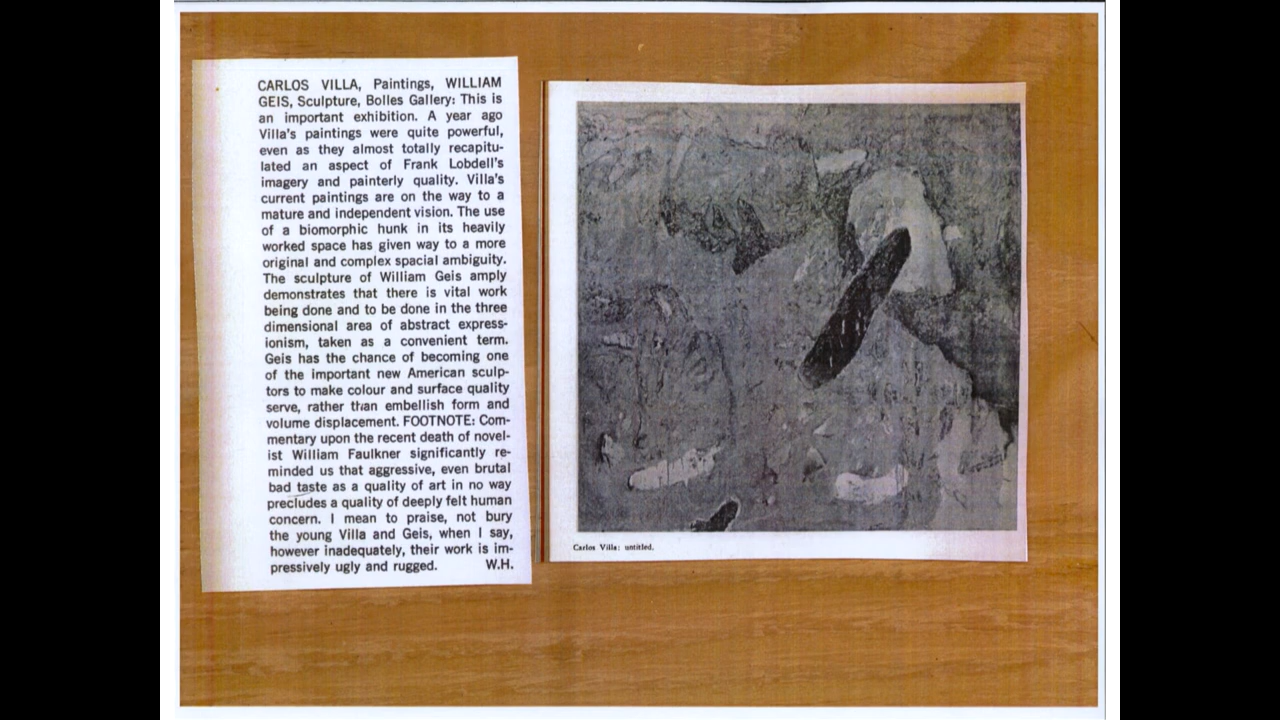 CARLOS VILLA, Paintings, WILLIAM
GEIS, Sculpture, Bolles Gallery: This is
an important exhibition. A year ago
Villa's paintings were quite powerful,
even as they almost totally recapitu-
lated an aspect of Frank Lobdell's
imagery and painterly quality. Villa's
current paintings are on the way to a
mature and independent vision. The use
of a biomorphic hunk in its heavily
worked space has given way to a more
original and complex spacial ambiguity.
The sculpture of William Geis amply
demonstrates that there is vital work
being done and to be done in the three
dimensional area of abstract express-
ionism, taken as a convenient term.
Geis has the chance of becoming one
of the important new American sculp-
tors to make colour and surface quality
serve, rather than embellish form and
volume displacement. FOOTNOTE: Com-
mentary upon the recent death of novel-
ist William Faulkner significantly re-
minded us that aggressive, even brutal
bad taste as a quality of art in no way
precludes a quality of deeply felt human
concern. I mean to praise, not bury
the young Villa and Geis, when I say,
however inadequately, their work is im-
pressively ugly and rugged. W.H.
Carlos Villa: untitled.